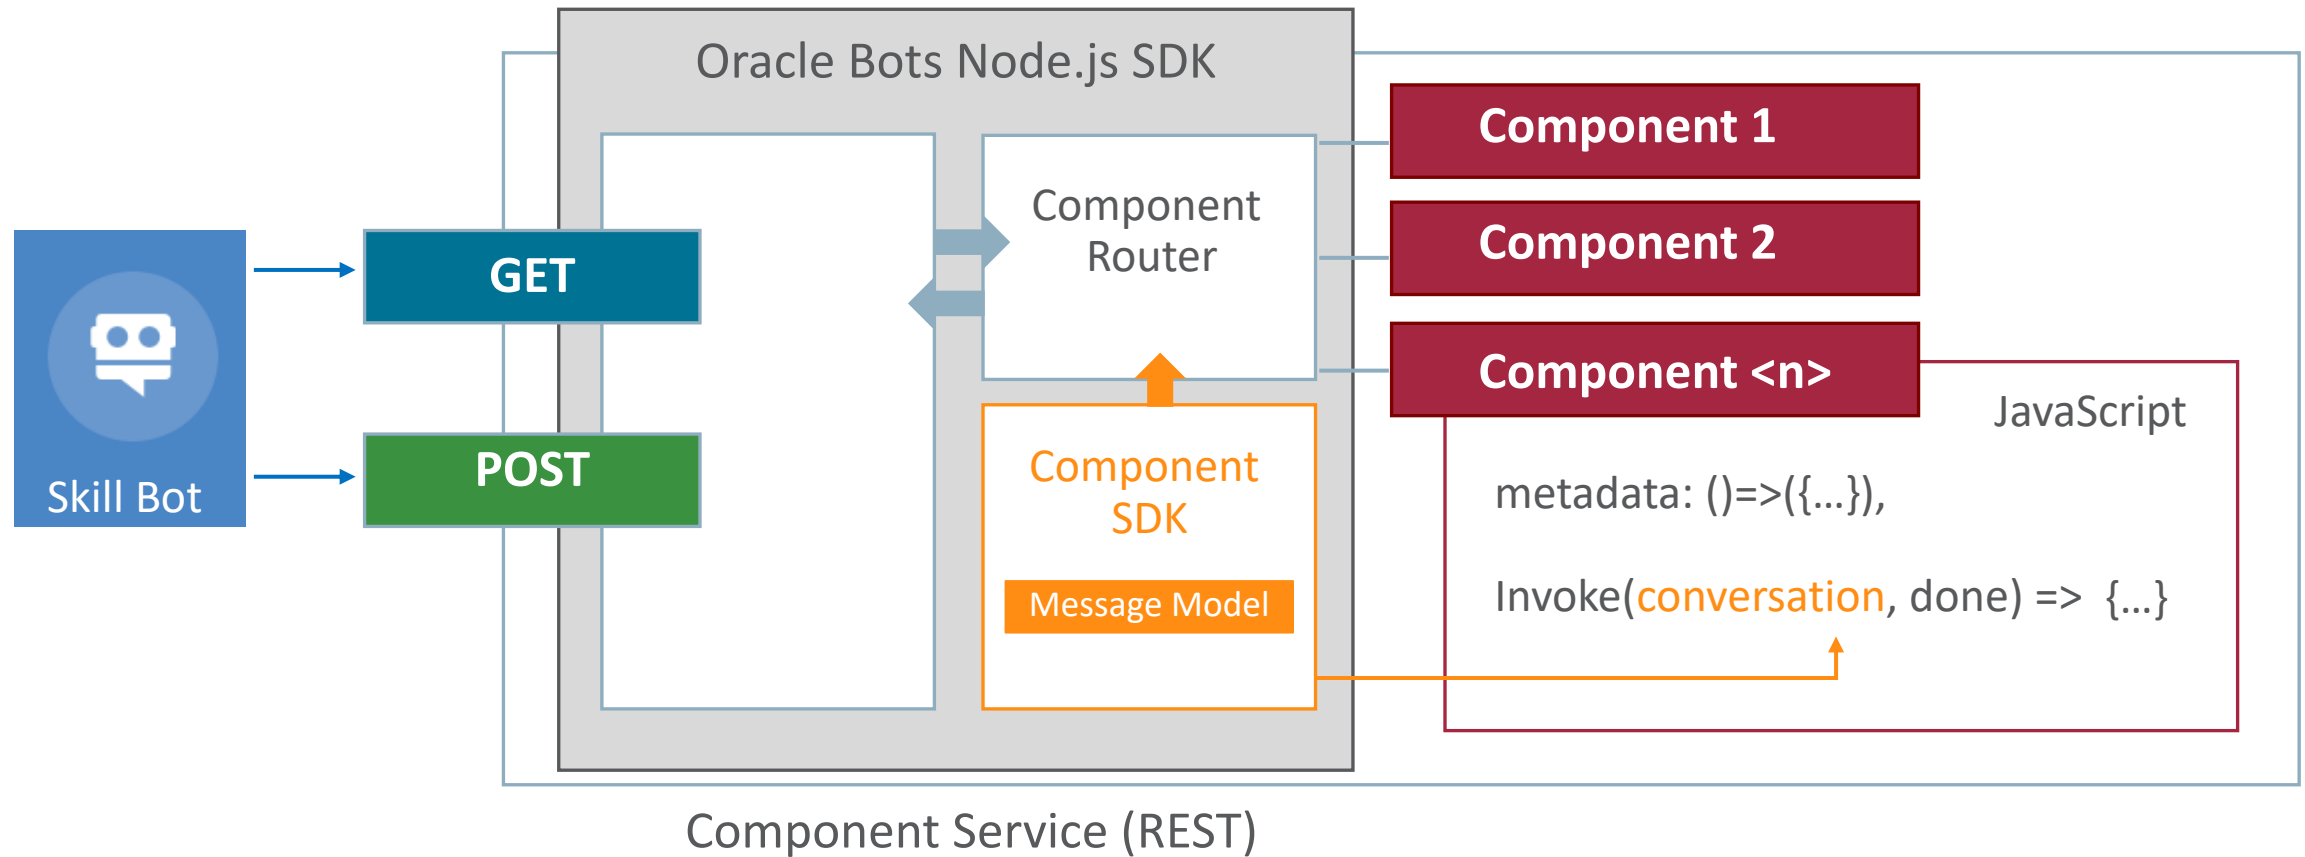 Oracle Bots Node.js SDK
Skill Bot
GET
POST
Component
Router
Component
SDK
Message Model
Component 1
Component 2
Component <n>
JavaScript
metadata: ()=>({...}),
Invoke(conversation, done) => {...}
Component Service (REST)